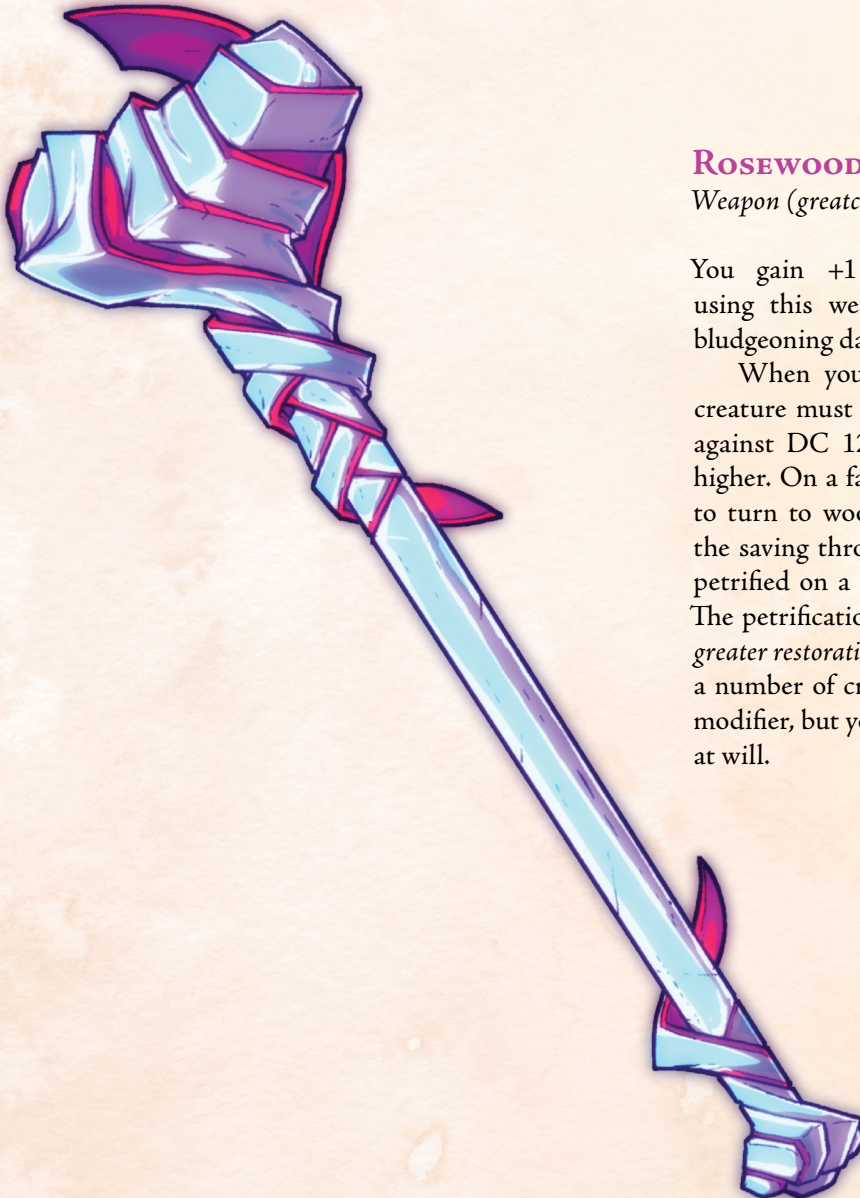 ROSEWOOD
Weapon (greatc
You gain +1
using this we
bludgeoning da
When you
creature must
against DC 12
higher. On a fa
to turn to woo
the saving thro
petrified on a
The petrificatio
greater restorati
a number of cr
modifier, but yo
at will.